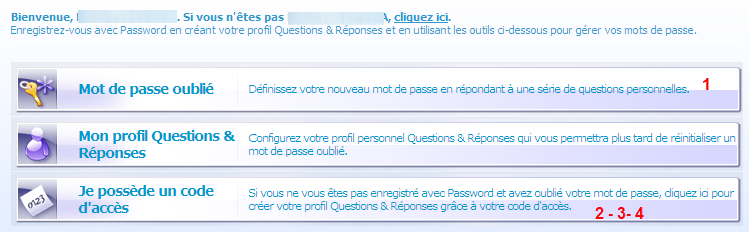 Bienvenue, . Si vous n'êtes pas A, cliquez ici.
Enregistrez-vous avec Password en créant votre profil Questions & Réponses et en utilisant les outils ci-dessous pour gérer vos mots de passe.
Mot de passe oublié
Définissez votre nouveau mot de passe en répondant à une série de questions personnelles.
1
Mon profil Questions &
Réponses
Configurez votre profil personnel Questions & Réponses qui vous permettra plus tard de réinitialiser un
mot de passe oublié.
0123
Je possède un code
d'accès
Si vous ne vous êtes pas enregistré avec Password et avez oublié votre mot de passe, cliquez ici pour
créer votre profil Questions & Réponses grâce à votre code d'accès.
2 - 3- 4